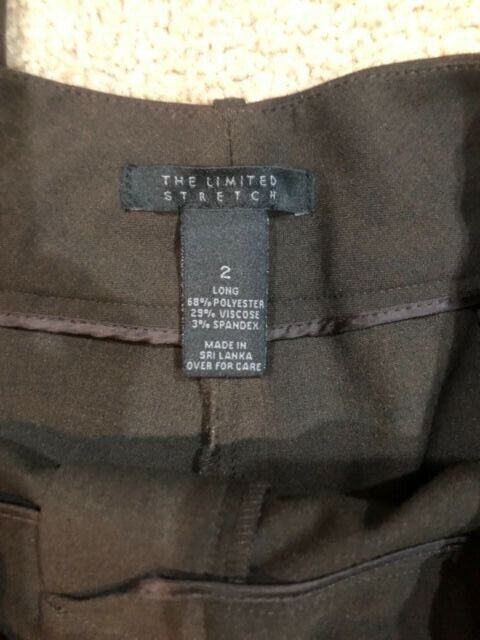 THE LIMITED
STRETCH
2
LONG
68% POLYESTER
29% VISCOSE
3% SPANDEX
MADE IN
SRI LANKA
OVER FOR CARE